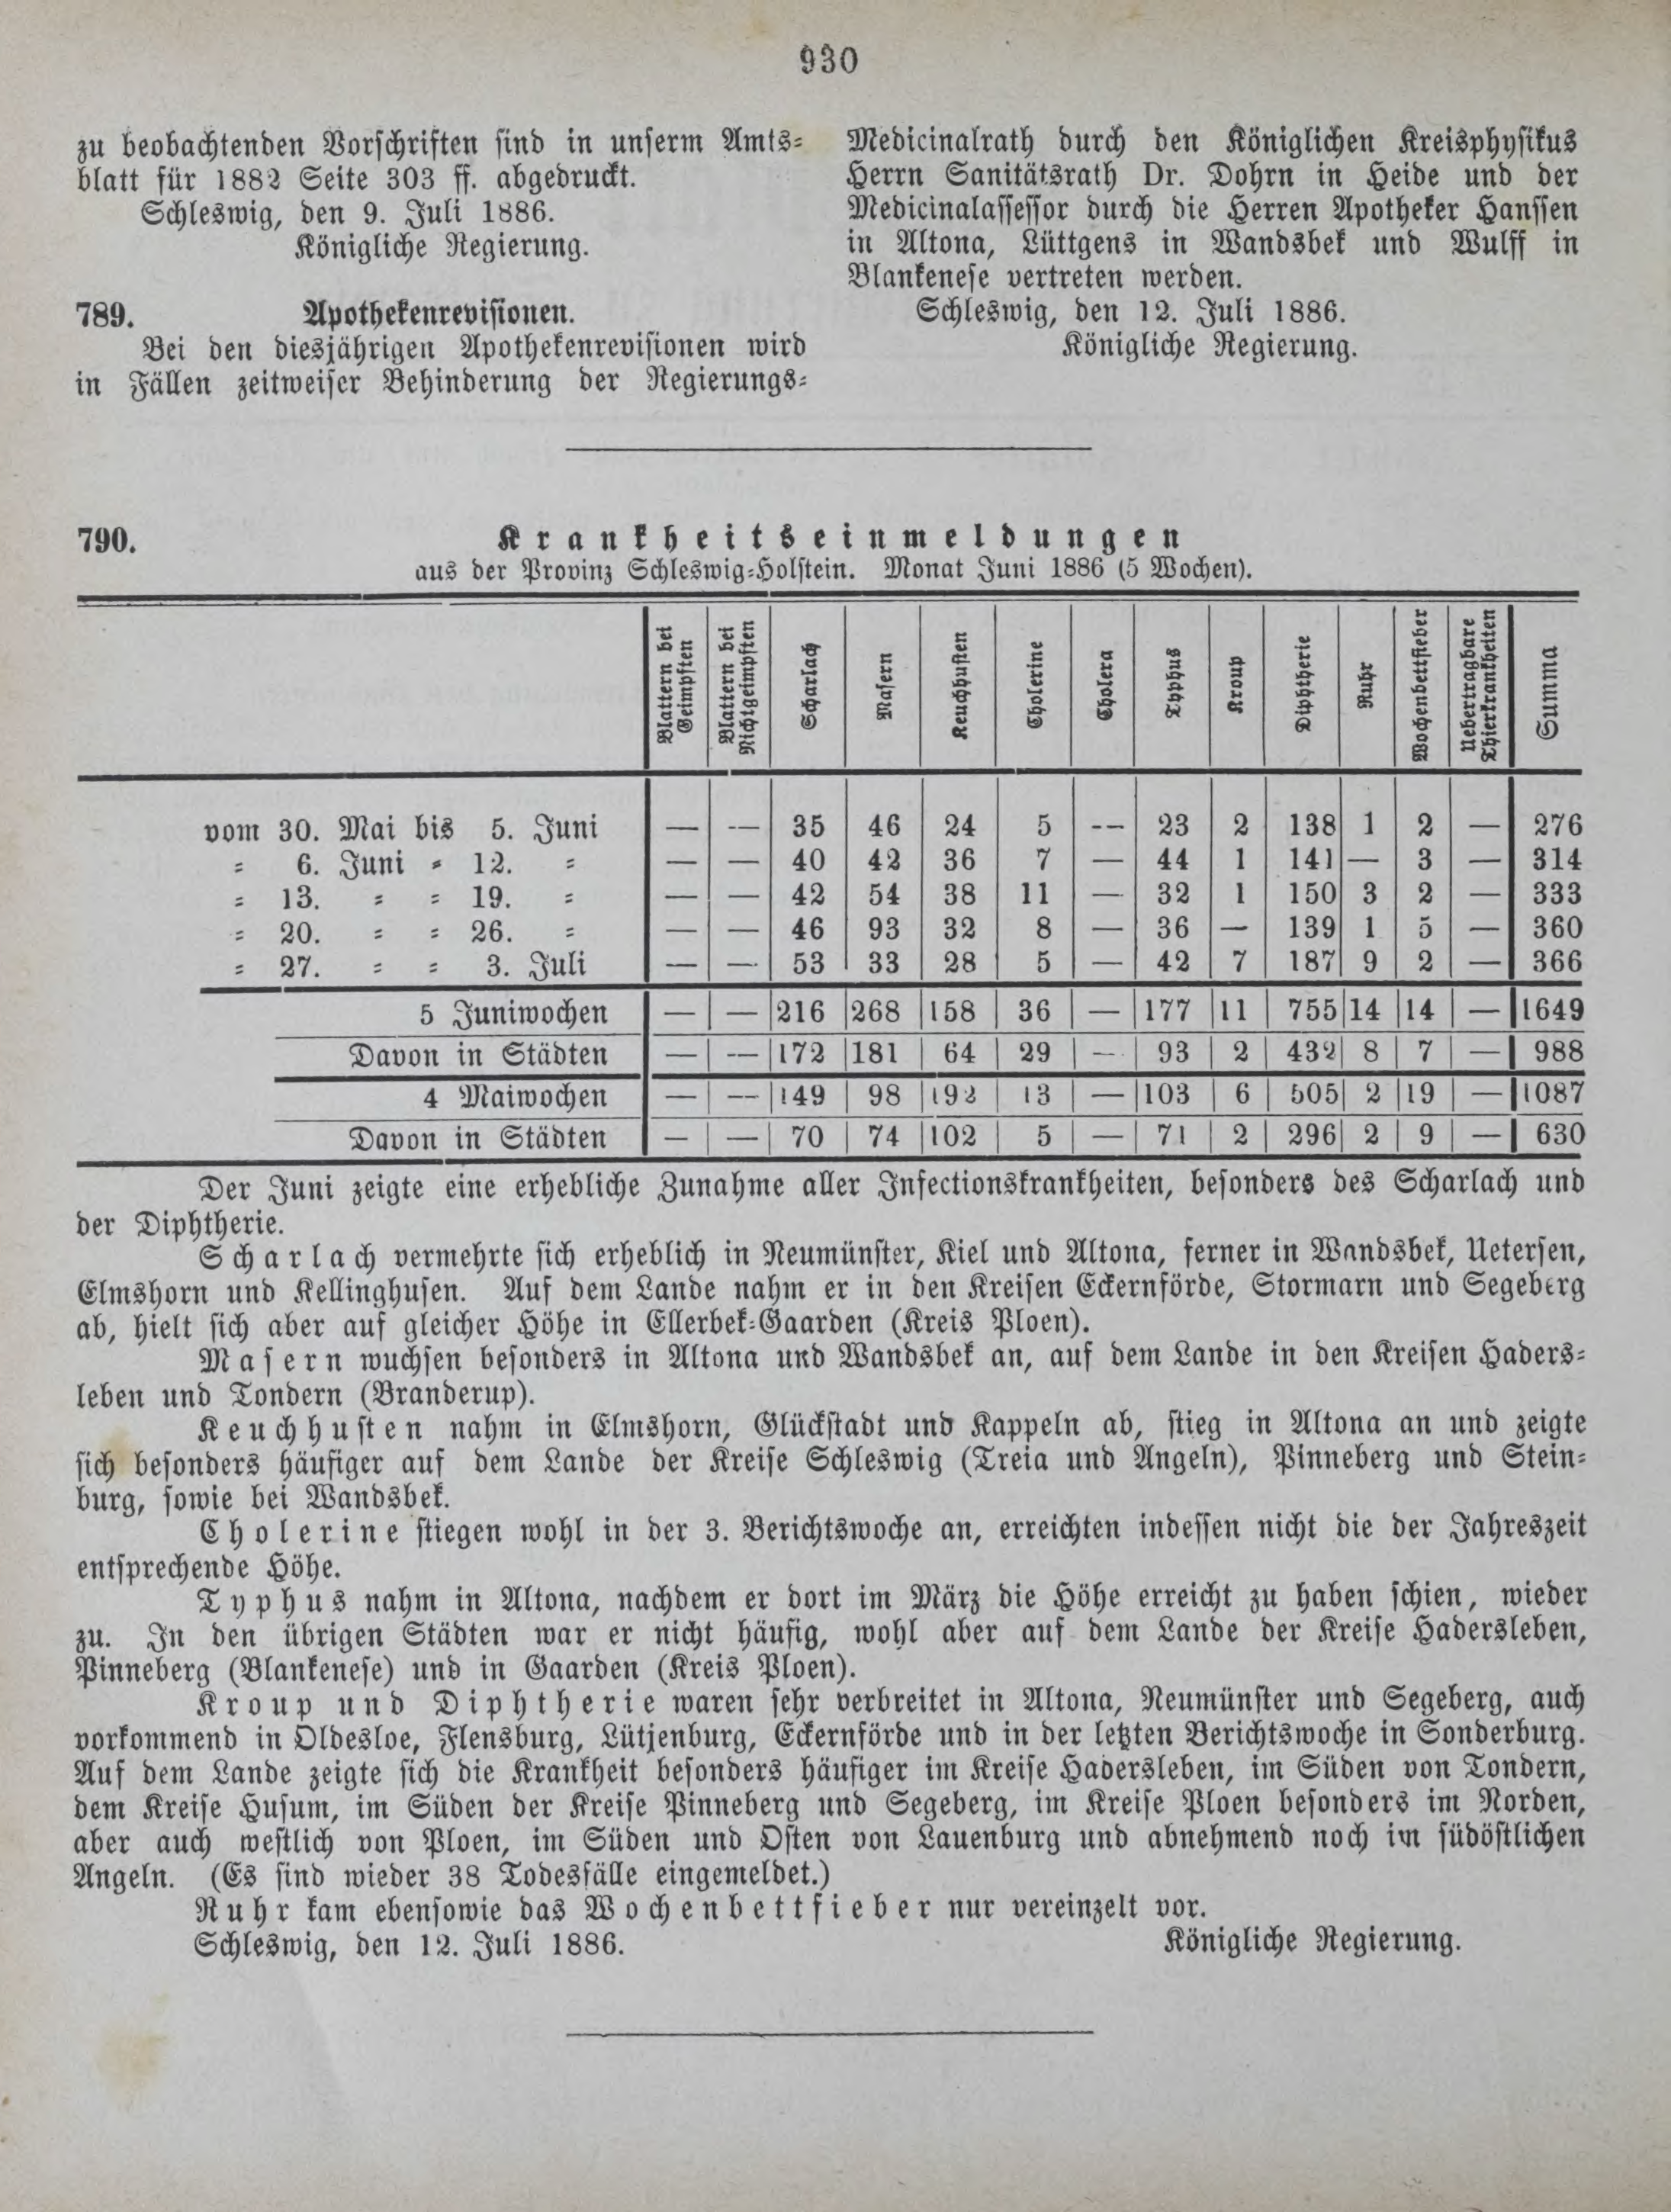 930
zu beobachtenden Vorschriften sind in unserm Amts-
blatt für 1882 Seite 303 ff. abgedruckt.
Schleswig, den 9. Juli 1886.
Königliche Regierung.
789. Apothekenrevisionen.
Bei den diesjährigen Apothekenrevisionen wird
in Fällen zeitweiser Behinderung der Regierungs-
Medicinalrath durch den Königlichen Kreisphysikus
Herrn Sanitätsrath Dr. Dohrn in Heide und der
Medicinalassessor durch die Herren Apotheker Hanssen
in Altona, Lüttgens in Wandsbek und Wulff in
Blankenese vertreten werden.
Schleswig, den 12. Juli 1886.
Königliche Regierung.
790. Krankheitseinmeldungen
aus der Provinz Schleswig-Holstein. Monat Juni 1886 (5 Wochen).
Blattern bei Geimpften | Blattern bei Nichtgeimpften | Scharlach | Masern | Keuchhusten | Cholerine | Cholera | Typhus | Kroup | Diphtherie | Ruhr | Wochenbettfieber | Uebertragbare Thierkrankheiten | Summa
vom 30. Mai bis 5. Juni | — | — | 35 | 46 | 24 | 5 | — | 23 | 2 | 138 | 1 | 2 | — | 276
= 6. Juni = 12. = | — | — | 40 | 42 | 36 | 7 | — | 44 | 1 | 141 | — | 3 | — | 314
= 13. = = 19. = | — | — | 42 | 54 | 38 | 11 | — | 32 | 1 | 150 | 3 | 2 | — | 333
= 20. = = 26. = | — | — | 46 | 93 | 32 | 8 | — | 36 | — | 139 | 1 | 5 | — | 360
= 27. = = 3. Juli | — | — | 53 | 33 | 28 | 5 | — | 42 | 7 | 187 | 9 | 2 | — | 366
5 Juniwochen | — | — | 216 | 268 | 158 | 36 | — | 177 | 11 | 755 | 14 | 14 | — | 1649
Davon in Städten | — | — | 172 | 181 | 64 | 29 | — | 93 | 2 | 432 | 8 | 7 | — | 988
4 Maiwochen | — | — | 149 | 98 | 192 | 13 | — | 103 | 6 | 505 | 2 | 19 | — | 1087
Davon in Städten | — | — | 70 | 74 | 102 | 5 | — | 71 | 2 | 296 | 2 | 9 | — | 630
Der Juni zeigte eine erhebliche Zunahme aller Infectionskrankheiten, besonders des Scharlach und
der Diphtherie.
Scharlach vermehrte sich erheblich in Neumünster, Kiel und Altona, ferner in Wandsbek, Uetersen,
Elmshorn und Kellinghusen. Auf dem Lande nahm er in den Kreisen Eckernförde, Stormarn und Segeberg
ab, hielt sich aber auf gleicher Höhe in Ellerbek-Gaarden (Kreis Ploen).
Masern wuchsen besonders in Altona und Wandsbek an, auf dem Lande in den Kreisen Haders-
leben und Tondern (Branderup).
Keuchhusten nahm in Elmshorn, Glückstadt und Kappeln ab, stieg in Altona an und zeigte
sich besonders häufiger auf dem Lande der Kreise Schleswig (Treia und Angeln), Pinneberg und Stein-
burg, sowie bei Wandsbek.
Cholerine stiegen wohl in der 3. Berichtswoche an, erreichten indessen nicht die der Jahreszeit
entsprechende Höhe.
Typhus nahm in Altona, nachdem er dort im März die Höhe erreicht zu haben schien, wieder
zu. In den übrigen Städten war er nicht häufig, wohl aber auf dem Lande der Kreise Hadersleben,
Pinneberg (Blankenese) und in Gaarden (Kreis Ploen).
Kroup und Diphtherie waren sehr verbreitet in Altona, Neumünster und Segeberg, auch
vorkommend in Oldesloe, Flensburg, Lütjenburg, Eckernförde und in der letzten Berichtswoche in Sonderburg.
Auf dem Lande zeigte sich die Krankheit besonders häufiger im Kreise Hadersleben, im Süden von Tondern,
dem Kreise Husum, im Süden der Kreise Pinneberg und Segeberg, im Kreise Ploen besonders im Norden,
aber auch westlich von Ploen, im Süden und Osten von Lauenburg und abnehmend noch im südöstlichen
Angeln. (Es sind wieder 38 Todesfälle eingemeldet.)
Ruhr kam ebensowie das Wochenbettfieber nur vereinzelt vor.
Schleswig, den 12. Juli 1886. Königliche Regierung.